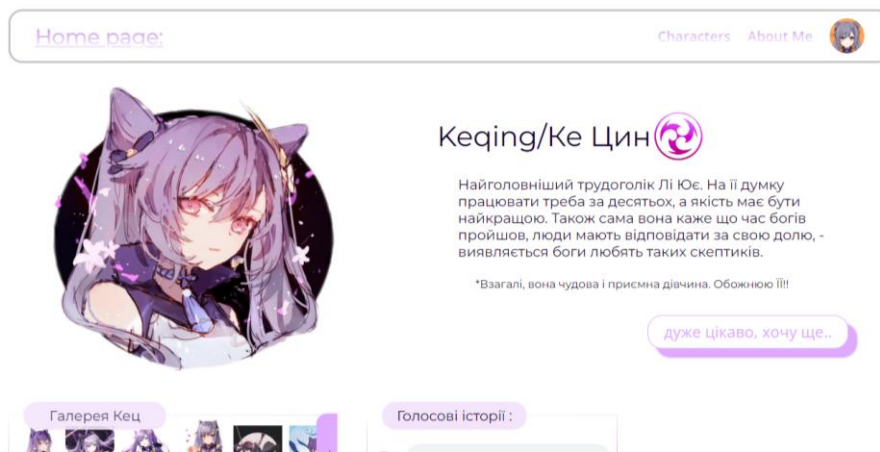 Home page:
Characters About Me
Keqing/Ке Цин
Найголовніший трудоголік Лі Ює. На її думку
працювати треба за десятьох, а якість має бути
найкращою. Також сама вона каже що час богів
пройшов, люди мають відповідати за свою долю, -
виявляється боги люблять таких скептиків.
*Взагалі, вона чудова і приємна дівчина. Обожнюю ЇЇ!!
дуже цікаво, хочу ще..
Галерея Кец
Голосові історії :